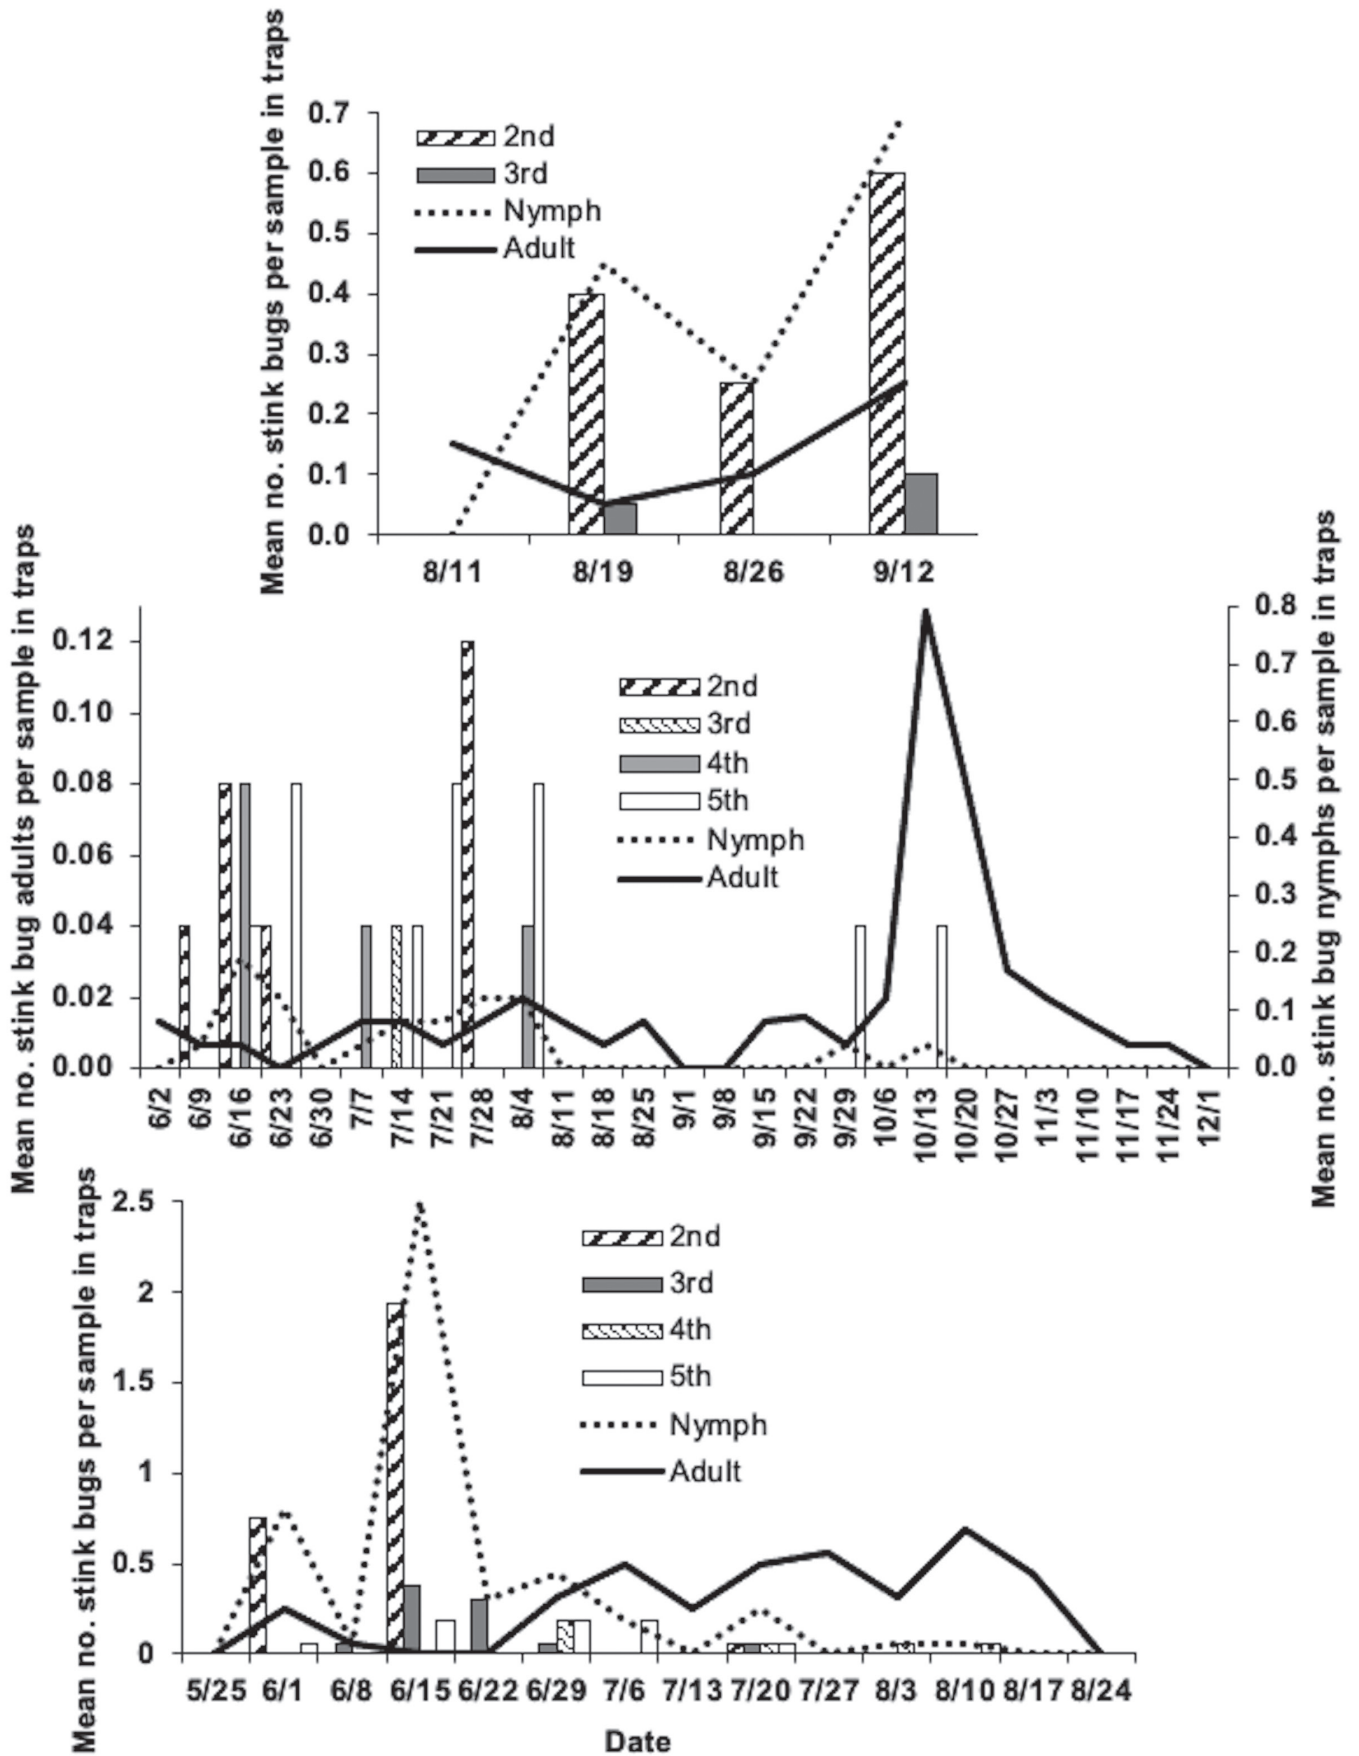 Mean no. stink bugs per sample in traps
0.7
0.6
0.5
0.4
0.3
0.2
0.1
0.0
2nd
3rd
Nymph
Adult
8/11 8/19 8/26 9/12
Mean no. stink bug adults per sample in traps
0.12
0.10
0.08
0.06
0.04
0.02
0.00
2nd
3rd
4th
5th
Nymph
Adult
0.8
0.7
0.6
0.5
0.4
0.3
0.2
0.1
0.0
Mean no. stink bug nymphs per sample in traps
6/2 6/9 6/16 6/23 6/30 7/7 7/14 7/21 7/28 8/4 8/11 8/18 8/25 9/1 9/8 9/15 9/22 9/29 10/6 10/13 10/20 10/27 11/3 11/10 11/17 11/24 12/1
Mean no. stink bugs per sample in traps
2.5
2
1.5
1
0.5
0
2nd
3rd
4th
5th
Nymph
Adult
5/25 6/1 6/8 6/15 6/22 6/29 7/6 7/13 7/20 7/27 8/3 8/10 8/17 8/24
Date